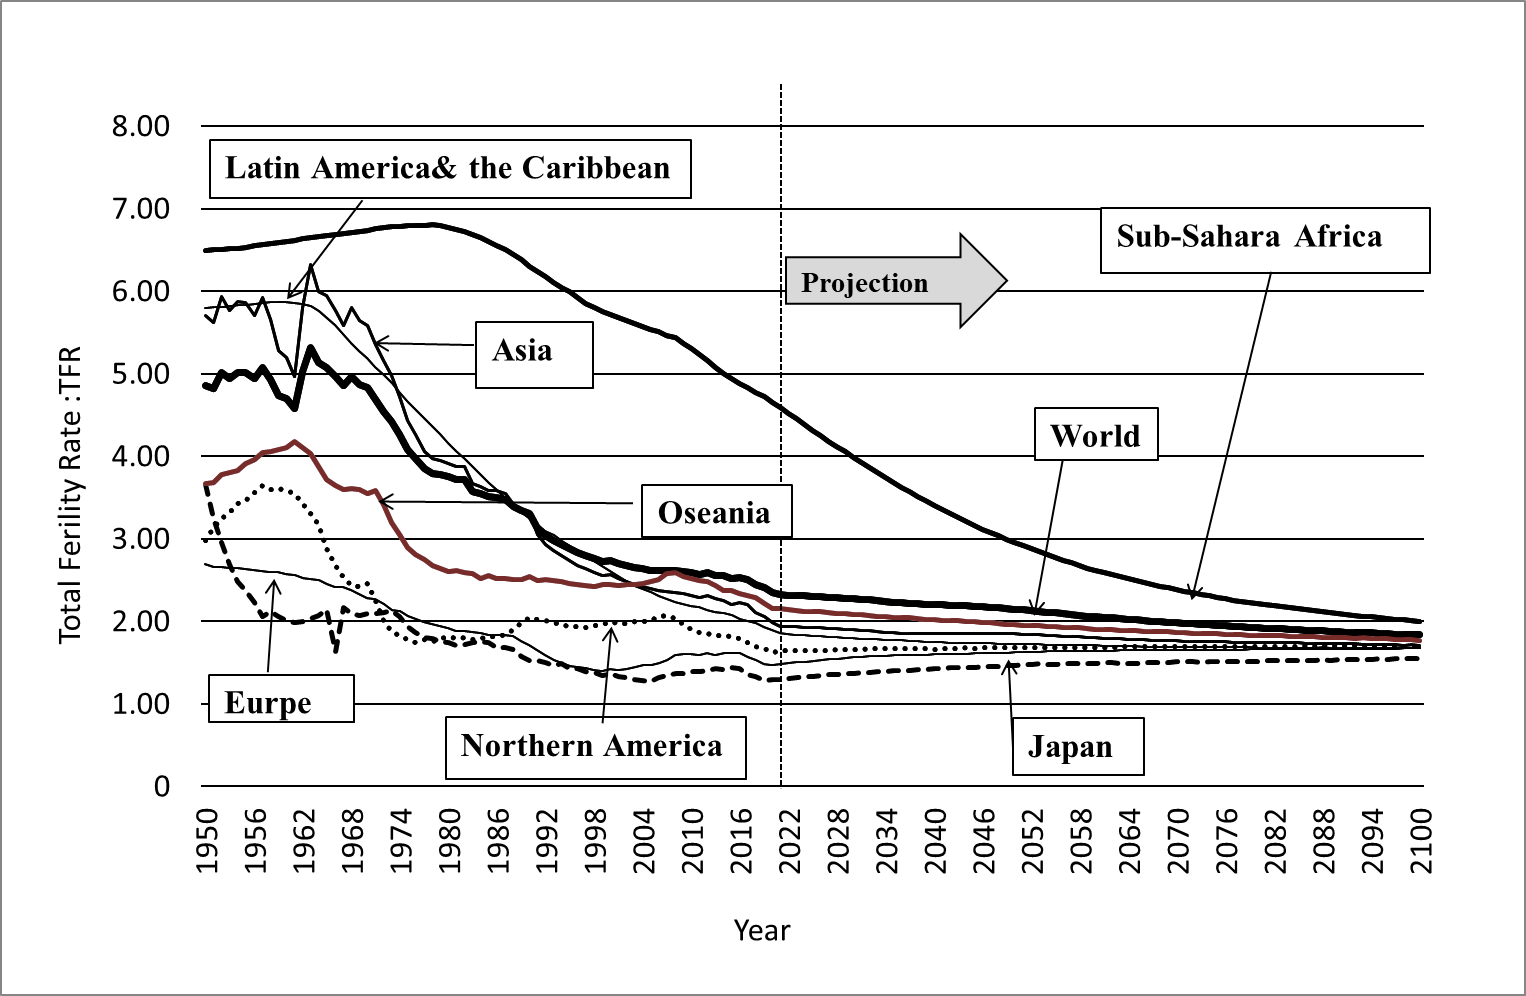 8.00
Latin America& the Caribbean
7.00
Sub-Sahara Africa
6.00
Projection
Asia
5.00
World
4.00
Oseania
3.00
2.00
Eurpe
1.00
Northern America
Japan
0
Total Ferility Rate :TFR
1950 1956 1962 1968 1974 1980 1986 1992 1998 2004 2010 2016 2022 2028 2034 2040 2046 2052 2058 2064 2070 2076 2082 2088 2094 2100
Year